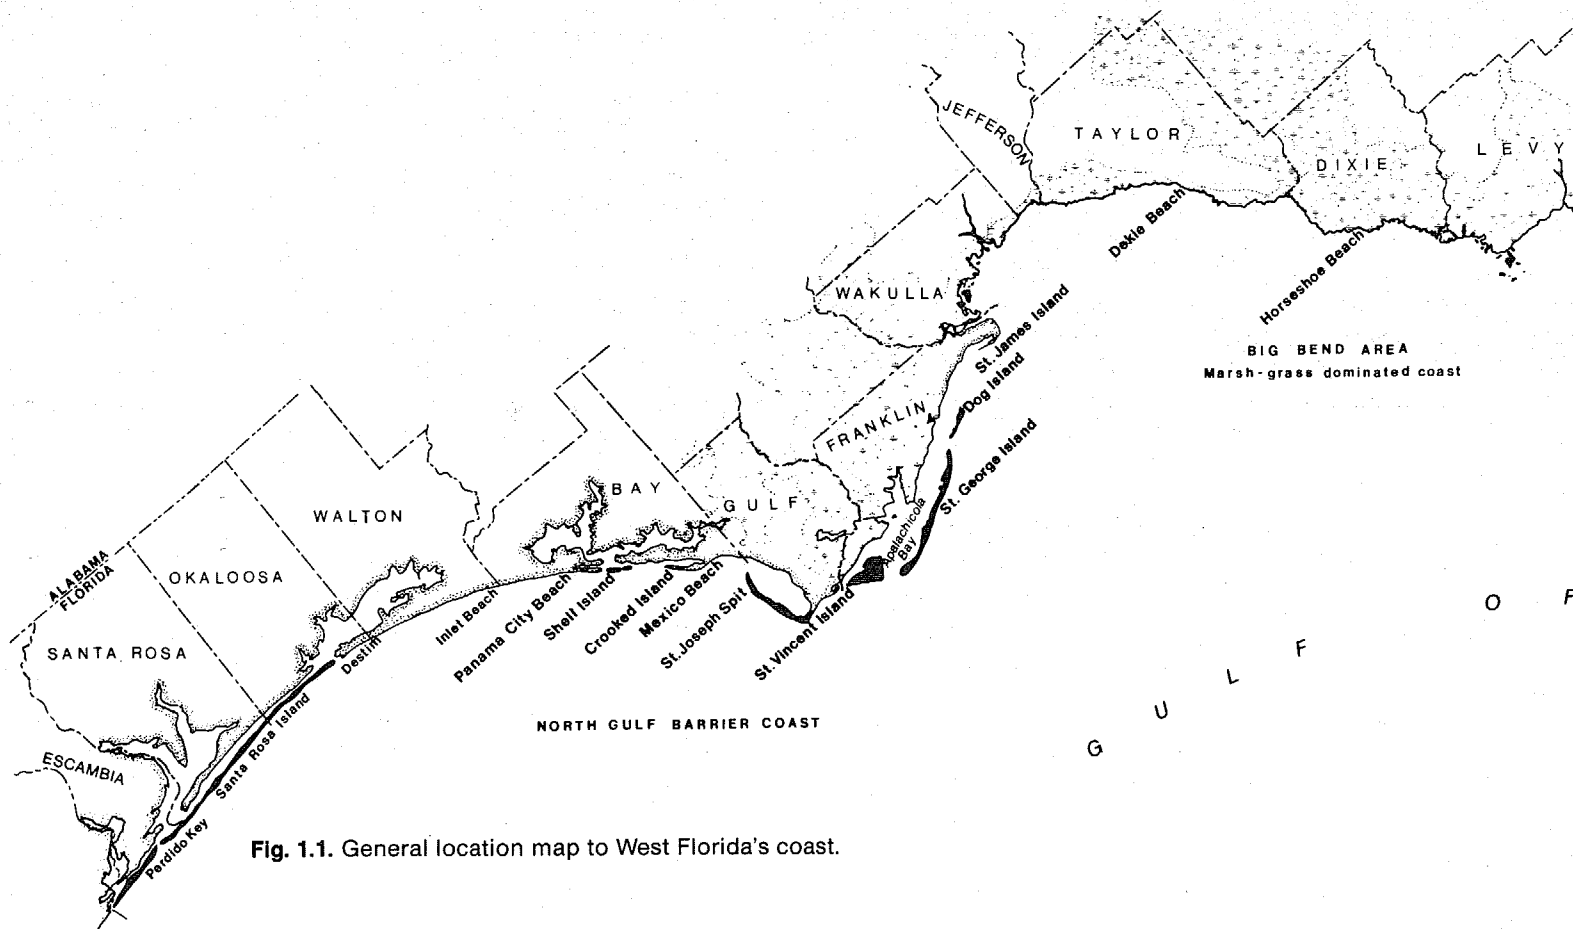 JEFFERSON
TAYLOR
DIXIE
LEVY
Dekle Beach
Horseshoe Beach
WAKULLA
St. James Island
BIG BEND AREA
Marsh-grass dominated coast
Dog Island
FRANKLIN
St. George Island
BAY
GULF
WALTON
Apalachicola
Bay
ALABAMA
FLORIDA
OKALOOSA
Inlet Beach
Panama City Beach
Shell Island
Crooked Island
Mexico Beach
St. Joseph Spit
St. Vincent Island
Destin
SANTA ROSA
Santa Rosa Island
NORTH GULF BARRIER COAST
GULF OF
ESCAMBIA
Perdido Key
Fig. 1.1. General location map to West Florida's coast.